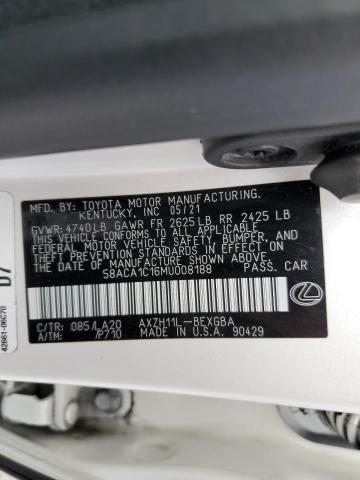 MFD. BY: TOYOTA MOTOR MANUFACTURING.
KENTUCKY, INC 05/21
GVWR: 4740LB GAWR FR 2625LB RR 2425 LB
THIS VEHICLE CONFORMS TO ALL APPLICABLE
FEDERAL MOTOR VEHICLE SAFETY, BUMPER, AND
THEFT PREVENTION STANDARDS IN EFFECT ON
THE DATE OF MANUFACTURE SHOWN ABOVE.
58ACA1C16MU008188 PASS. CAR
C/TR: 085/LA20 AXZH11L-BEXGBA
A/TM: /P710 MADE IN U.S.A. 90429
42661-06C70
D7